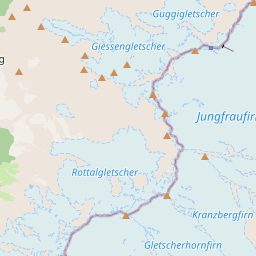 Guggigletscher
Giessengletscher
g
Jungfraufirn
Rottalgletscher
Kranzbergfirn
Gletscherhornfirn